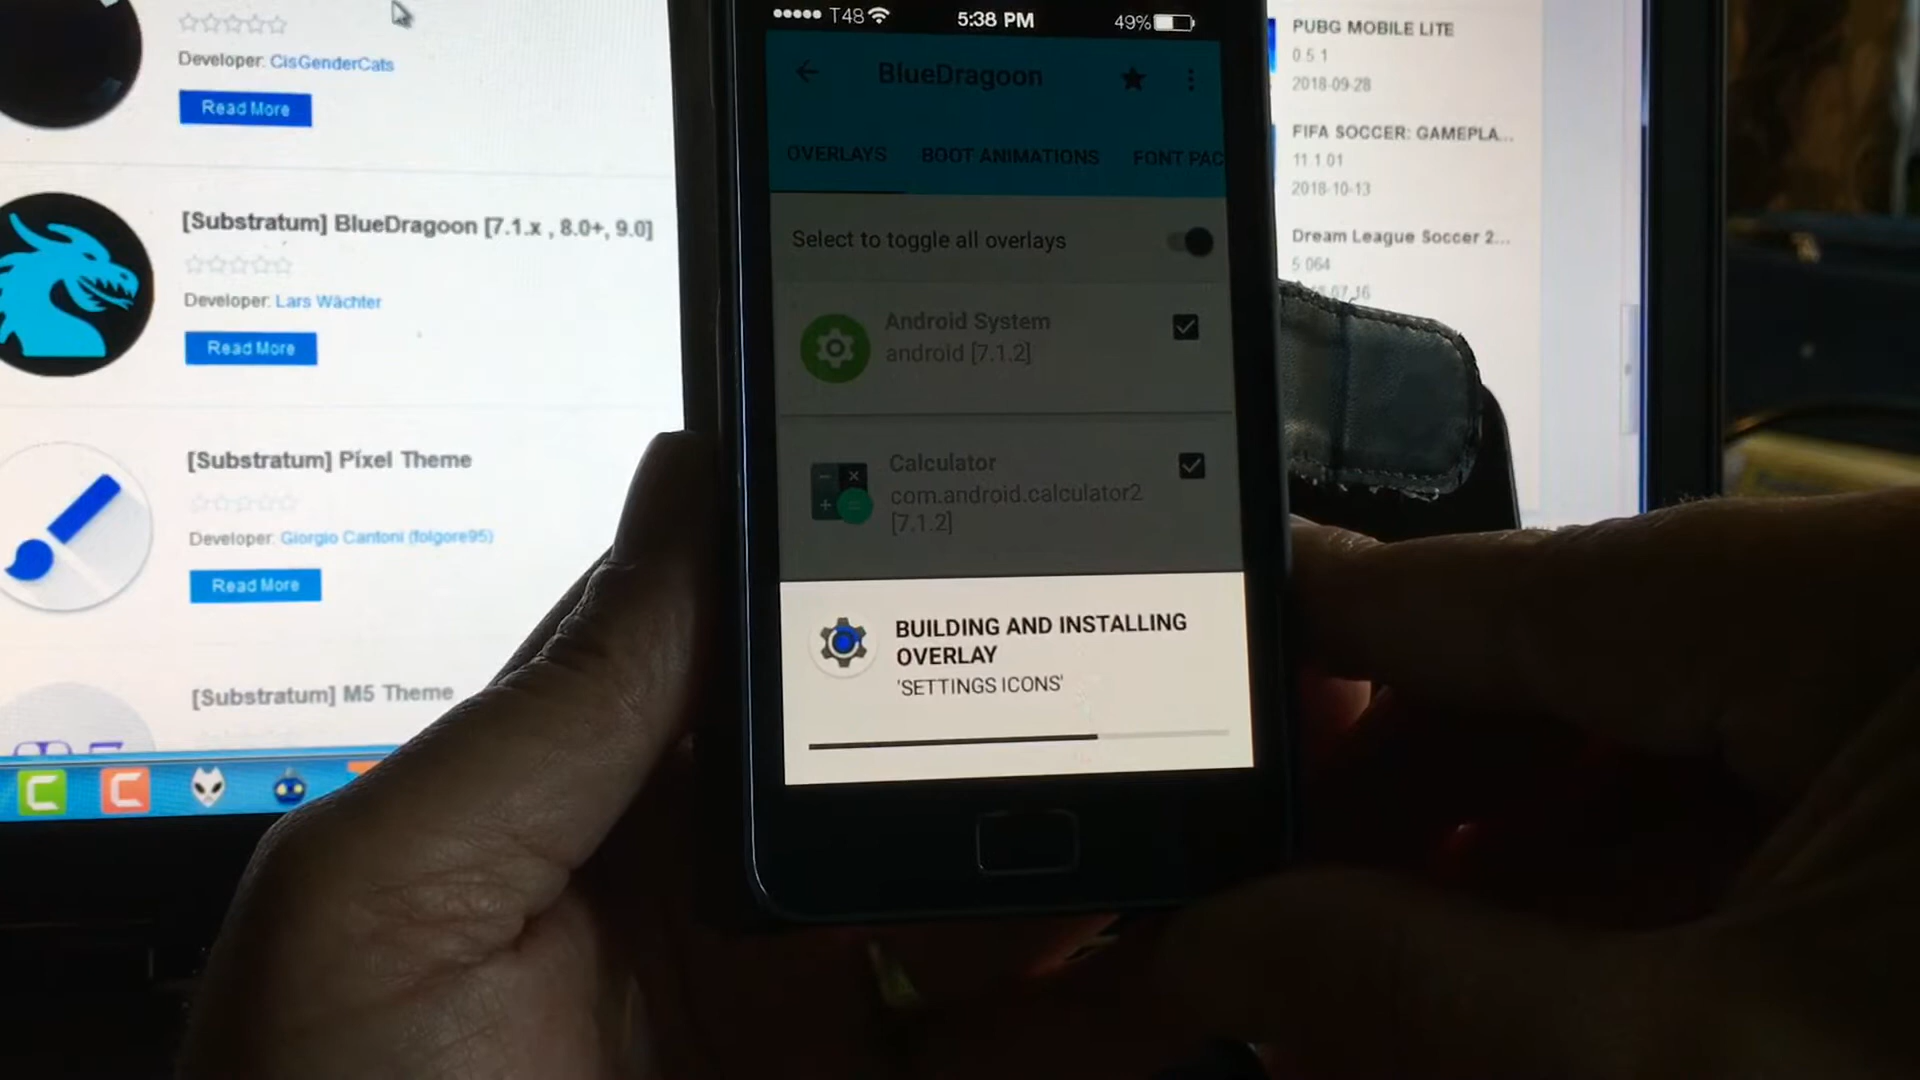 Developer: CisGenderCats
Read More
[Substratum] BlueDragoon [7.1.x , 8.0+, 9.0]
Developer: Lars Wächter
Read More
[Substratum] Pixel Theme
Developer: Giorgio Cantoni (folgore95)
Read More
[Substratum] M5 Theme
T48
5:38 PM
49%
BlueDragoon
OVERLAYS
BOOT ANIMATIONS
FONT PAC
Select to toggle all overlays
Android System
android [7.1.2]
Calculator
com.android.calculator2
[7.1.2]
BUILDING AND INSTALLING
OVERLAY
'SETTINGS ICONS'
PUBG MOBILE LITE
0.5.1
2018-09-28
FIFA SOCCER: GAMEPLA...
11.1.01
2018-10-13
Dream League Soccer 2...
5.064